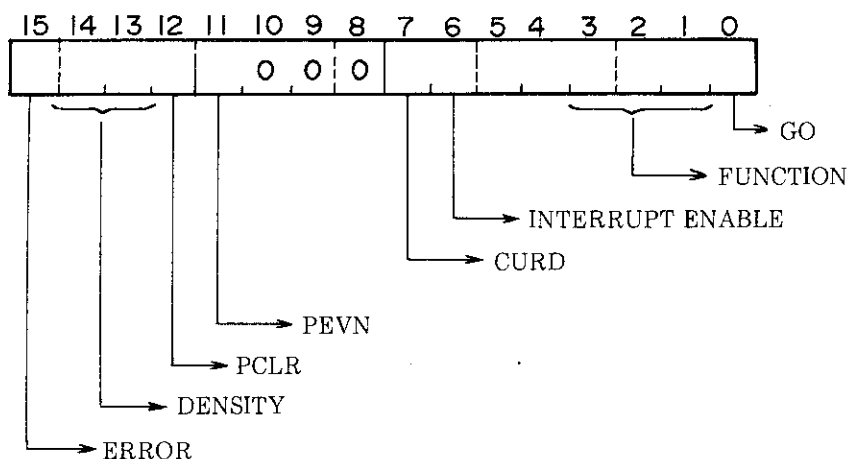 15 14 13 12 11 10 9 8 7 6 5 4 3 2 1 0
0 0 0
GO
FUNCTION
INTERRUPT ENABLE
CURD
PEVN
PCLR
DENSITY
ERROR